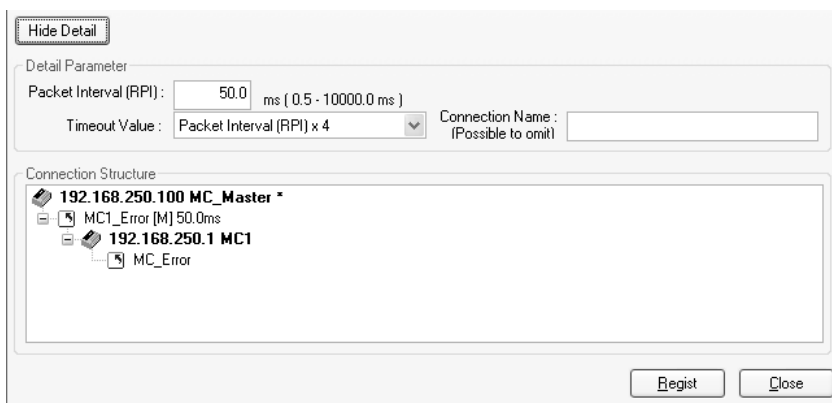 Hide Detail
Detail Parameter
Packet Interval (RPI) : 50.0 ms ( 0.5 - 10000.0 ms )
Timeout Value : Packet Interval (RPI) x 4 Connection Name :
(Possible to omit)
Connection Structure
192.168.250.100 MC_Master *
MC1_Error [M] 50.0ms
192.168.250.1 MC1
MC_Error
Regist Close